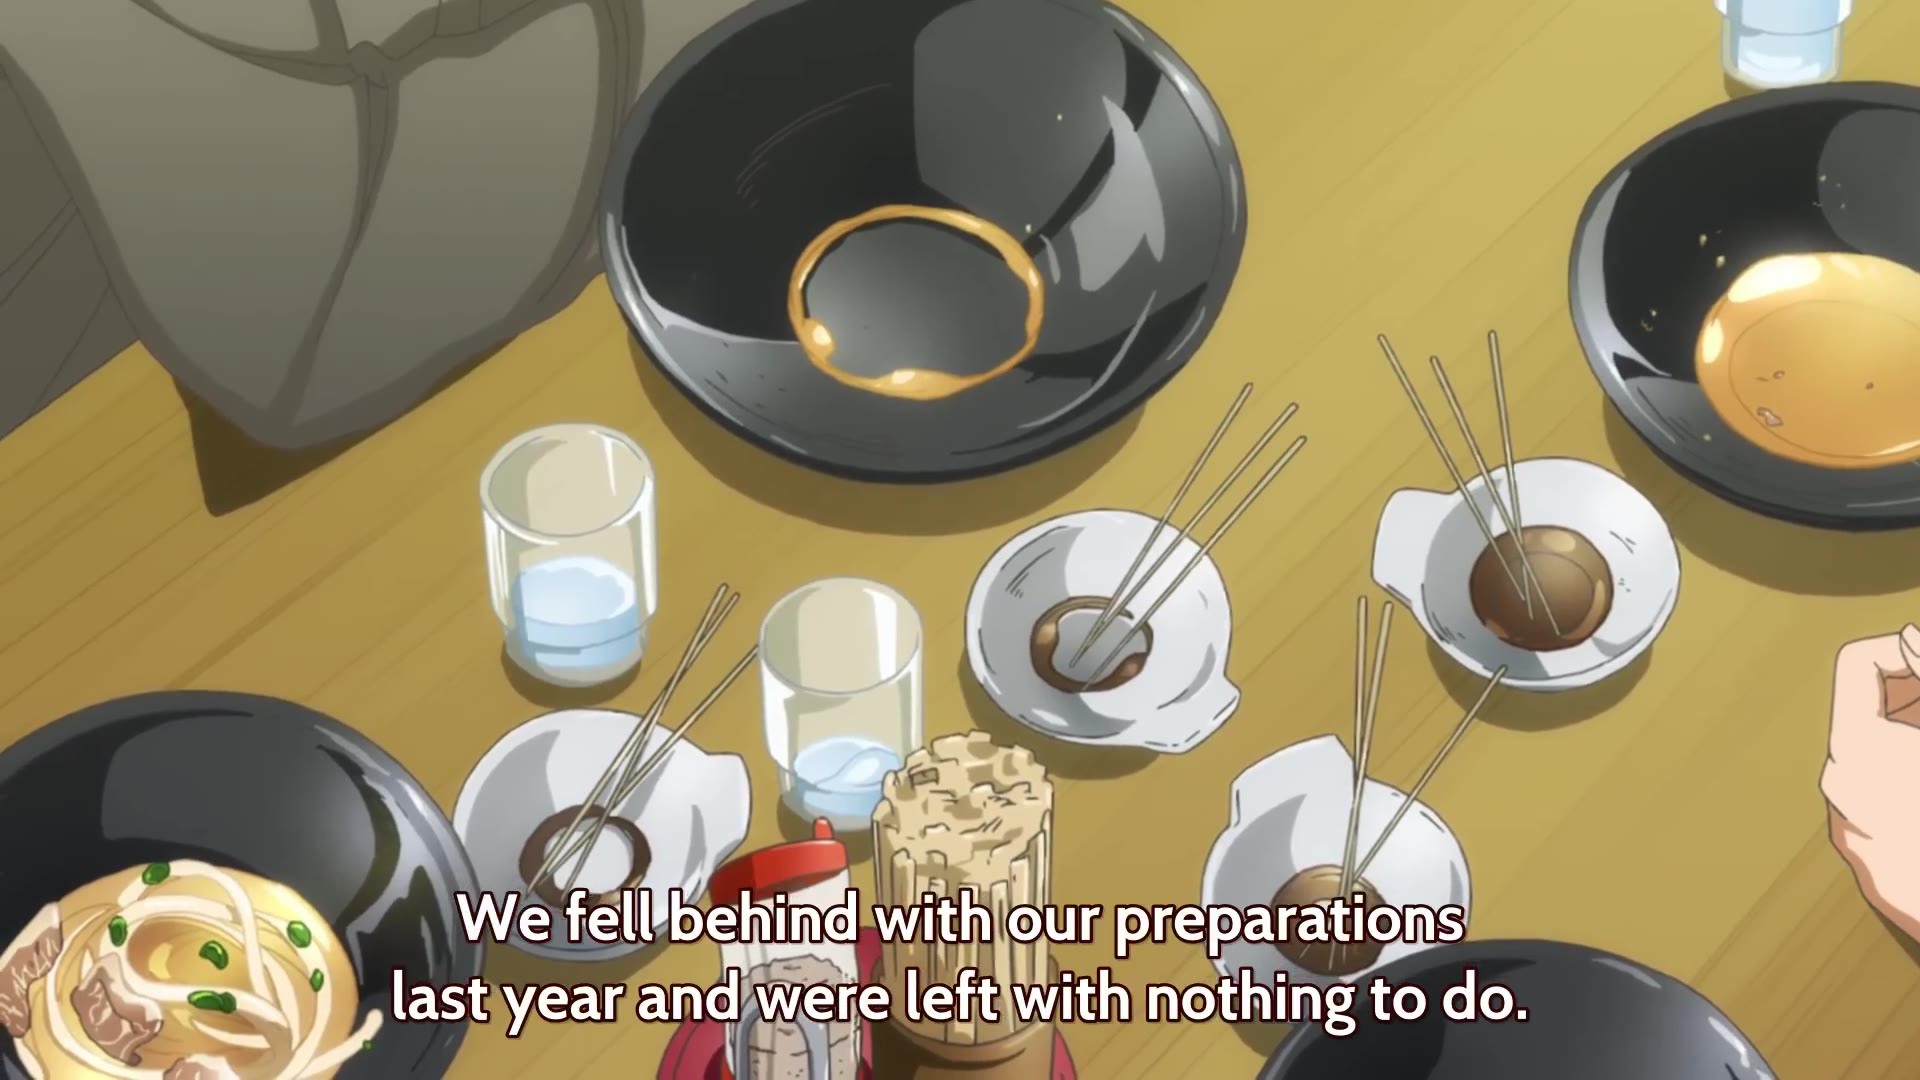 We fell behind with our preparations
last year and were left with nothing to do.